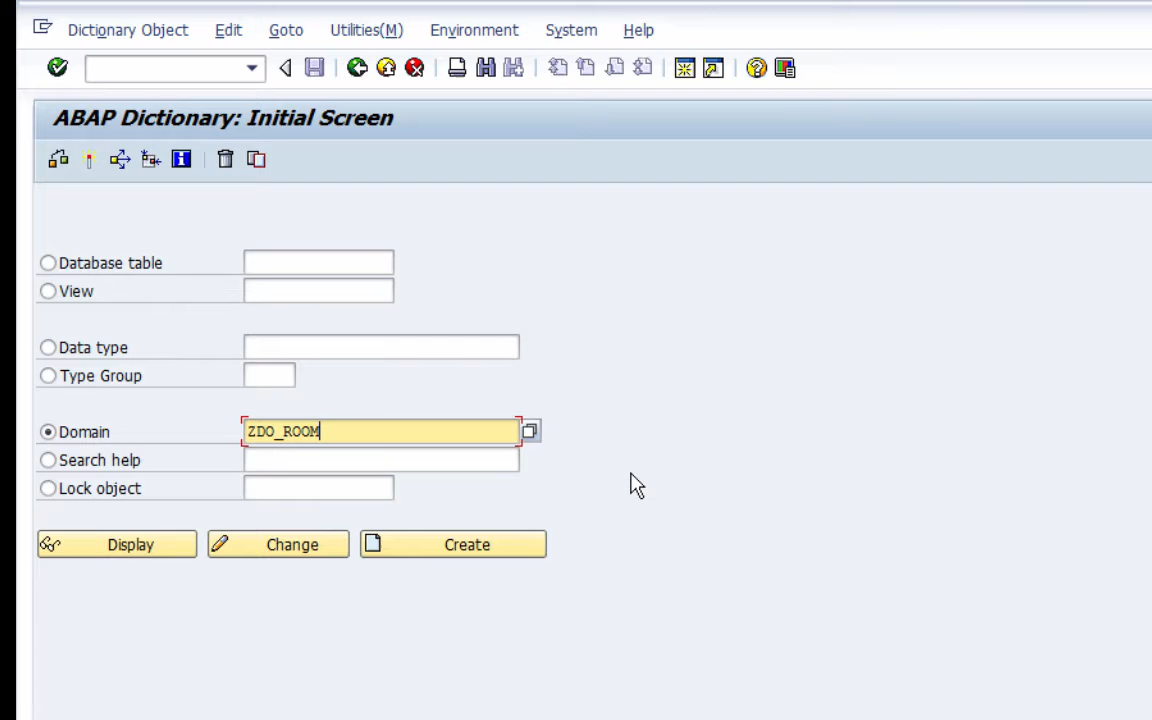 Dictionary Object Edit Goto Utilities(M) Environment System Help
ABAP Dictionary: Initial Screen
Database table
View
Data type
Type Group
Domain ZDO_ROOM
Search help
Lock object
Display Change Create